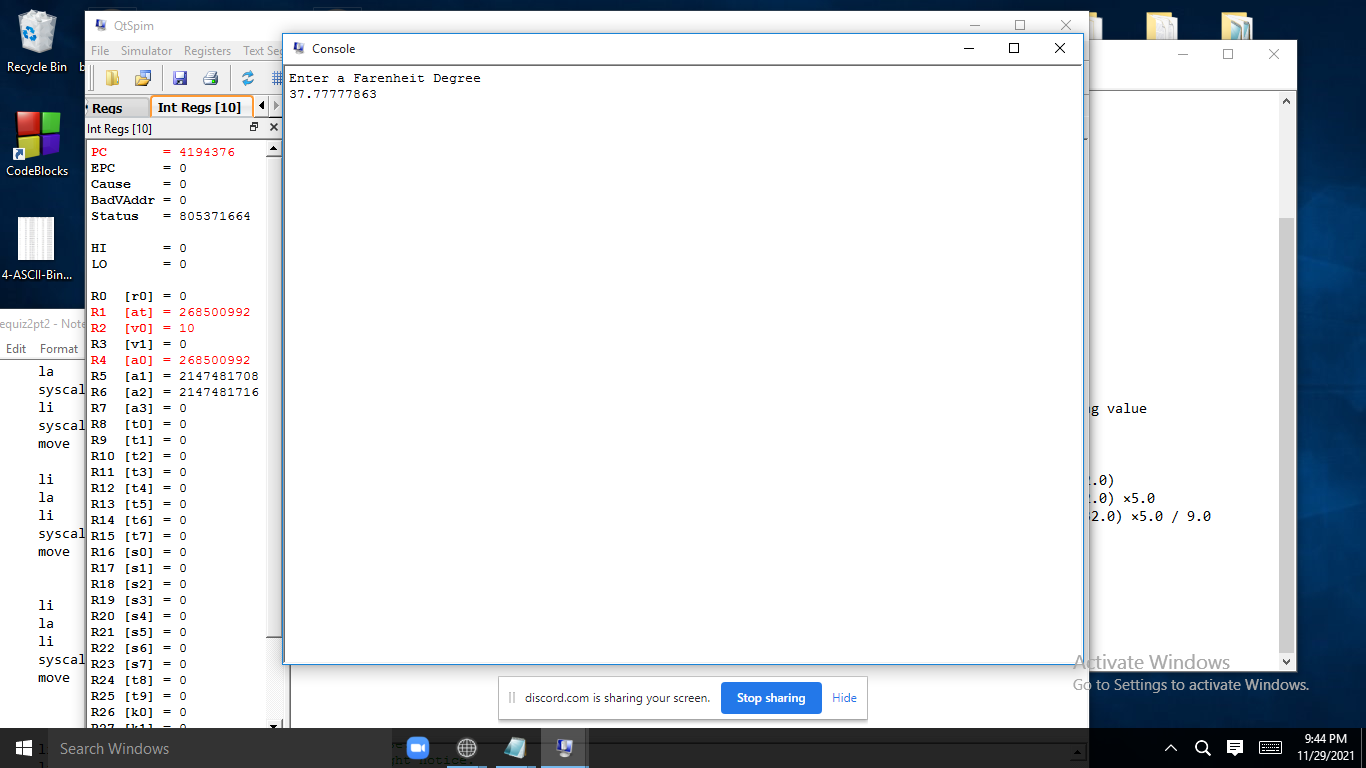 Recycle Bin
CodeBlocks
4-ASCII-Bin...
QtSpim
File Simulator Registers Text Seg
Regs
Int Regs [10]
Int Regs [10]
PC = 4194376
EPC = 0
Cause = 0
BadVAddr = 0
Status = 805371664
HI = 0
LO = 0
R0 [r0] = 0
R1 [at] = 268500992
R2 [v0] = 10
R3 [v1] = 0
R4 [a0] = 268500992
R5 [a1] = 2147481708
R6 [a2] = 2147481716
R7 [a3] = 0
R8 [t0] = 0
R9 [t1] = 0
R10 [t2] = 0
R11 [t3] = 0
R12 [t4] = 0
R13 [t5] = 0
R14 [t6] = 0
R15 [t7] = 0
R16 [s0] = 0
R17 [s1] = 0
R18 [s2] = 0
R19 [s3] = 0
R20 [s4] = 0
R21 [s5] = 0
R22 [s6] = 0
R23 [s7] = 0
R24 [t8] = 0
R25 [t9] = 0
R26 [k0] = 0
R27 [k1] = 0
Console
Enter a Farenheit Degree
37.77777863
equiz2pt2 - Note
Edit Format
la
syscal
li
syscal
move
li
la
li
syscal
move
li
la
li
syscal
move
g value
2.0)
2.0) ×5.0
32.0) ×5.0 / 9.0
Activate Windows
Go to Settings to activate Windows.
discord.com is sharing your screen.
Stop sharing
Hide
Search Windows
9:44 PM
11/29/2021